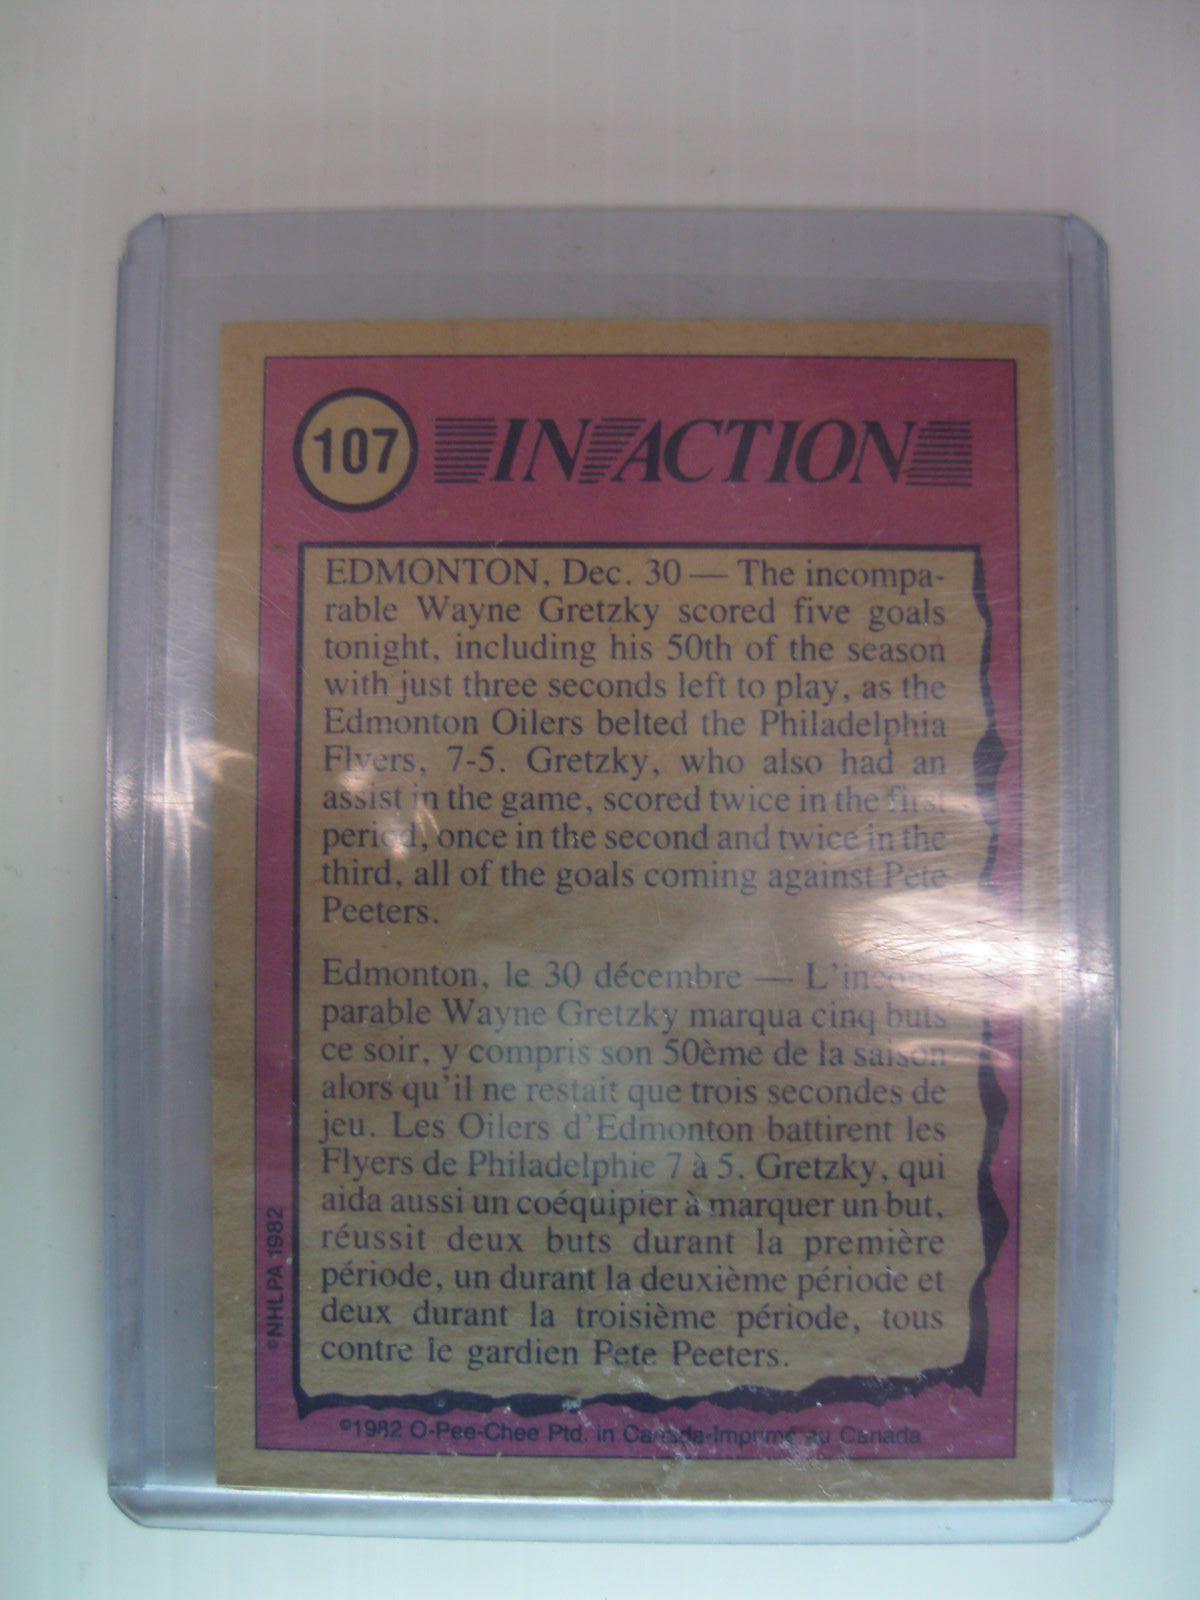 107 IN ACTION
EDMONTON, Dec. 30 — The incompa-
rable Wayne Gretzky scored five goals
tonight, including his 50th of the season
with just three seconds left to play, as the
Edmonton Oilers belted the Philadelphia
Flyers, 7-5. Gretzky, who also had an
assist in the game, scored twice in the first
period, once in the second and twice in the
third, all of the goals coming against Pete
Peeters.
Edmonton, le 30 décembre — L'incom-
parable Wayne Gretzky marqua cinq buts
ce soir, y compris son 50ème de la saison
alors qu'il ne restait que trois secondes de
jeu. Les Oilers d'Edmonton battirent les
Flyers de Philadelphie 7 à 5. Gretzky, qui
aida aussi un coéquipier à marquer un but,
réussit deux buts durant la première
période, un durant la deuxième période et
deux durant la troisième période, tous
contre le gardien Pete Peeters.
©NHLPA 1982
©1982 O-Pee-Chee Ptd. in Canada-Imprimé au Canada